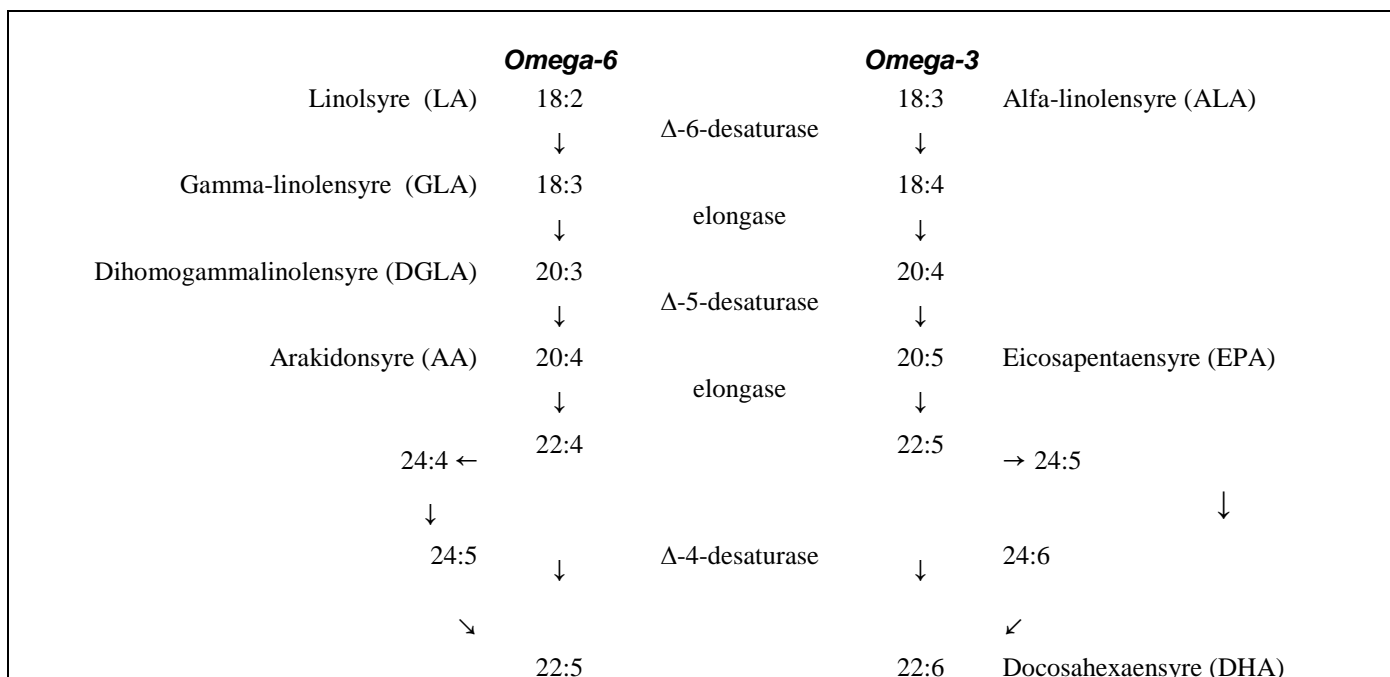 Omega-6 Omega-3
Linolsyre (LA) 18:2 18:3 Alfa-linolensyre (ALA)
Δ-6-desaturase
↓ ↓
Gamma-linolensyre (GLA) 18:3 18:4
elongase
↓ ↓
Dihomogammalinolensyre (DGLA) 20:3 20:4
Δ-5-desaturase
↓ ↓
Arakidonsyre (AA) 20:4 20:5 Eicosapentaensyre (EPA)
elongase
↓ ↓
22:4 22:5
24:4 ← → 24:5
↓ ↓
24:5 ↓ Δ-4-desaturase ↓ 24:6
↘ ↙
22:5 22:6 Docosahexaensyre (DHA)